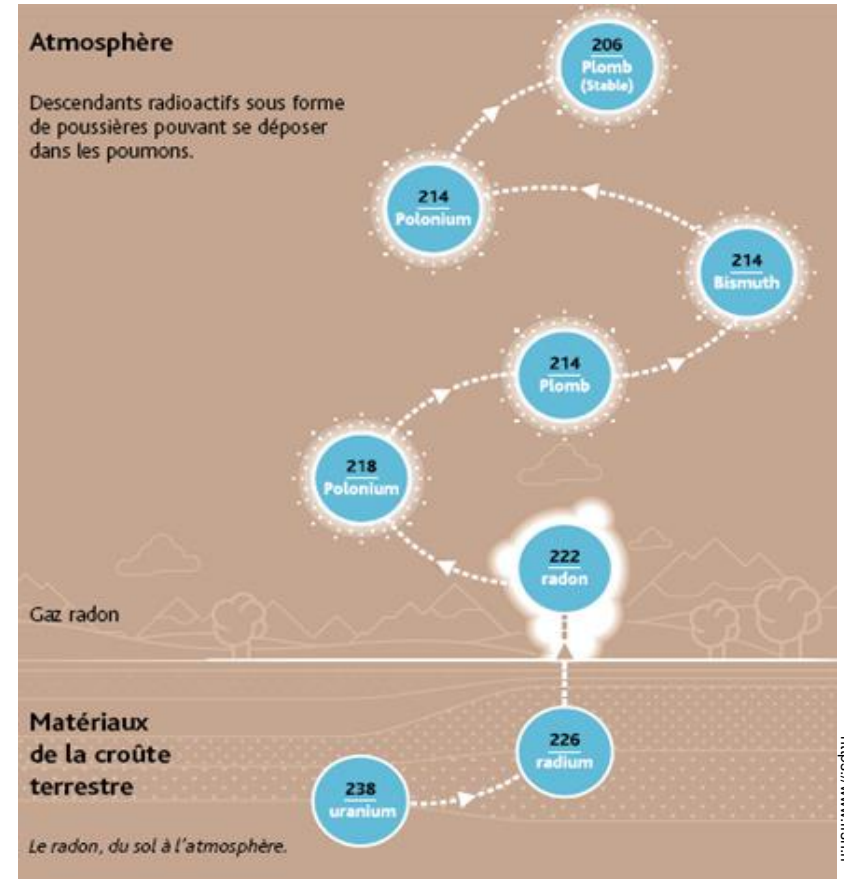 Atmosphère
Descendants radioactifs sous forme
de poussières pouvant se déposer
dans les poumons.
206
Plomb
(Stable)
214
Polonium
214
Bismuth
214
Plomb
218
Polonium
222
radon
Gaz radon
Matériaux
de la croûte
terrestre
226
radium
238
uranium
Le radon, du sol à l'atmosphère.